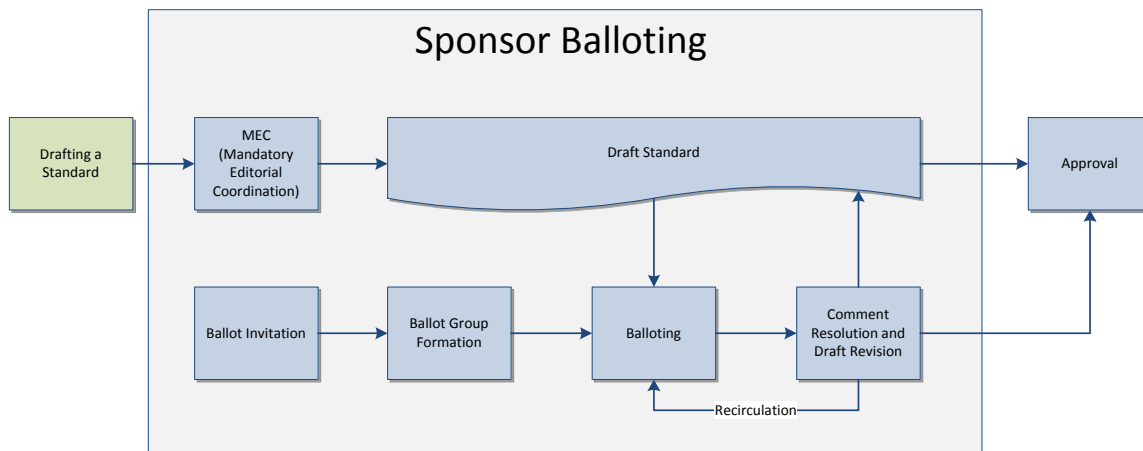 Sponsor Balloting
Drafting a
Standard
MEC
(Mandatory
Editorial
Coordination)
Draft Standard
Approval
Ballot Invitation
Ballot Group
Formation
Balloting
Comment
Resolution and
Draft Revision
Recirculation